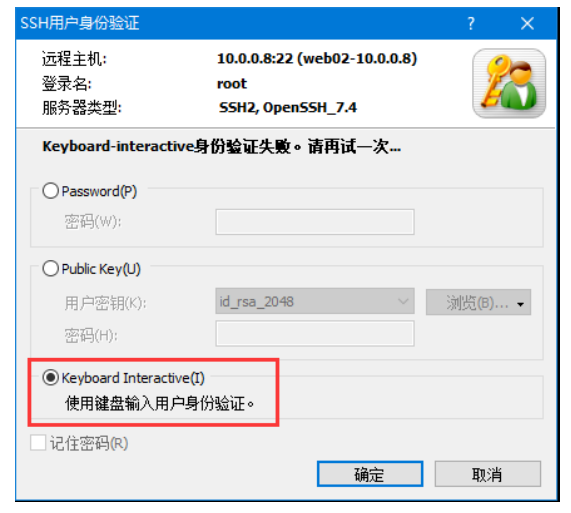 SSH用户身份验证 ? ×
远程主机: 10.0.0.8:22 (web02-10.0.0.8)
登录名: root
服务器类型: SSH2, OpenSSH_7.4
Keyboard-interactive身份验证失败。请再试一次...
Password(P)
密码(W):
Public Key(U)
用户密钥(K): id_rsa_2048 浏览(B)...
密码(H):
Keyboard Interactive(I)
使用键盘输入用户身份验证。
记住密码(R)
确定 取消